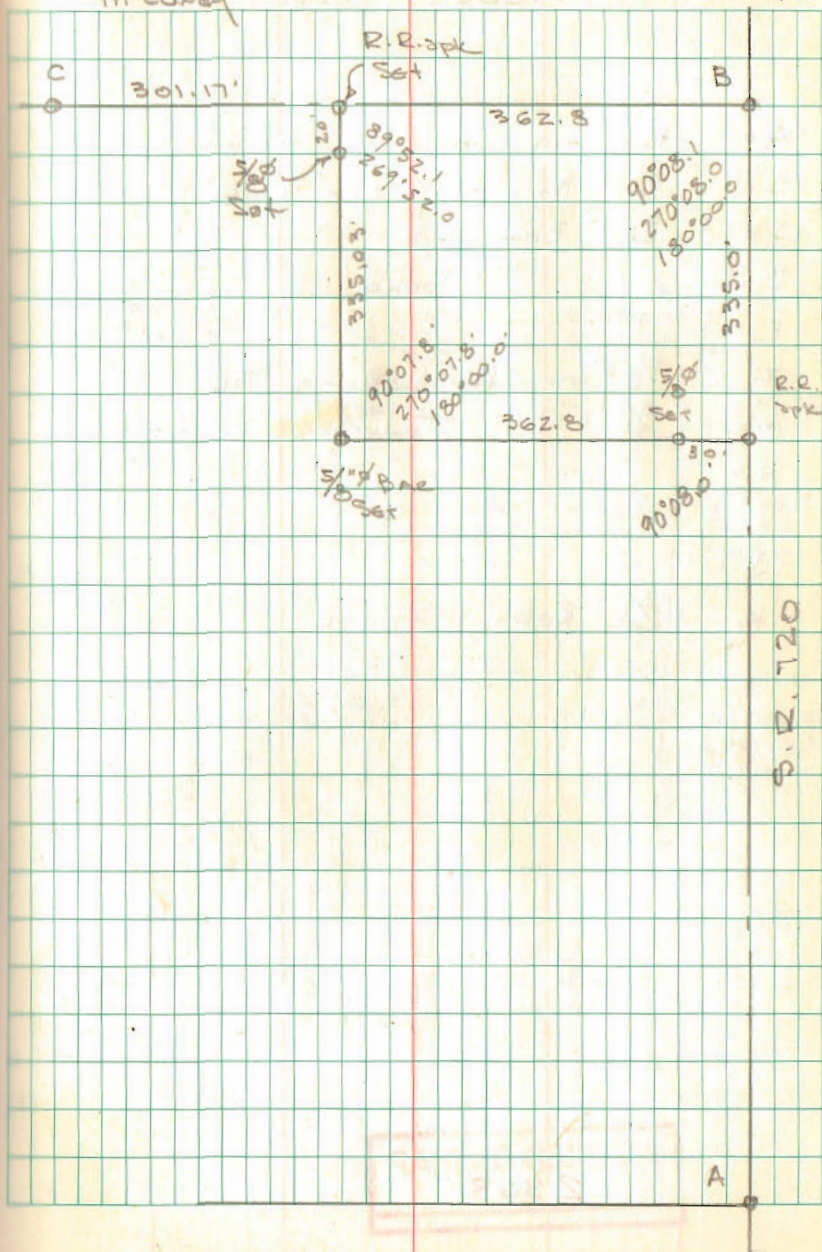 R.R. spk
Set
C
301.17'
B
362.8
20'
5/8 Ø
Set
89°52.1
269°52.0
90°08.1
270°08.0
180°00.0
335.03'
335.0'
90°07.8'
270°07.8'
180°00.0'
5/8 Ø
Set
R.R.
spk
362.8
30'
5/8" Ø
Set
90°08.0'
S.R. 720
A